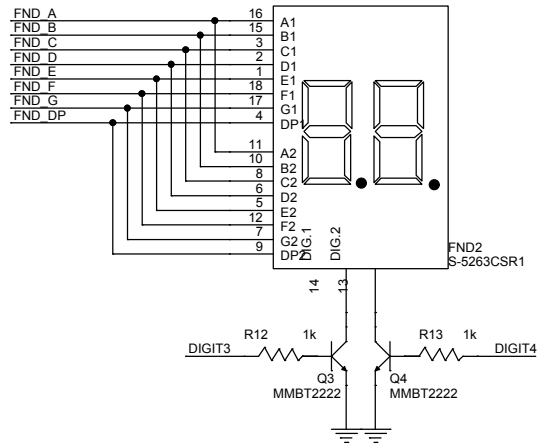 FND_A 16 A1
FND_B 15 B1
FND_C 3 C1
FND_D 2 D1
FND_E 1 E1
FND_F 18 F1
FND_G 17 G1
FND_DP 4 DP1
11 A2
10 B2
8 C2
6 D2
5 E2
12 F2
7 G2
9 DP2
DIG.1
DIG.2
FND2
S-5263CSR1
14
13
R12 1k
R13 1k
DIGIT3
DIGIT4
Q3
Q4
MMBT2222
MMBT2222